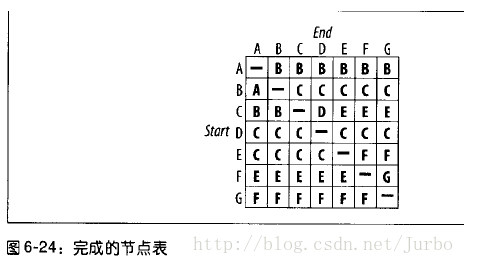 End
A B C D E F G
A — B B B B B B
B A — C C C C C
C B B — D E E E
Start D C C C — C C C
E C C C C — F F
F E E E E E — G
G F F F F F F —
图 6-24：完成的节点表 http://blog.csdn.net/Jurbo